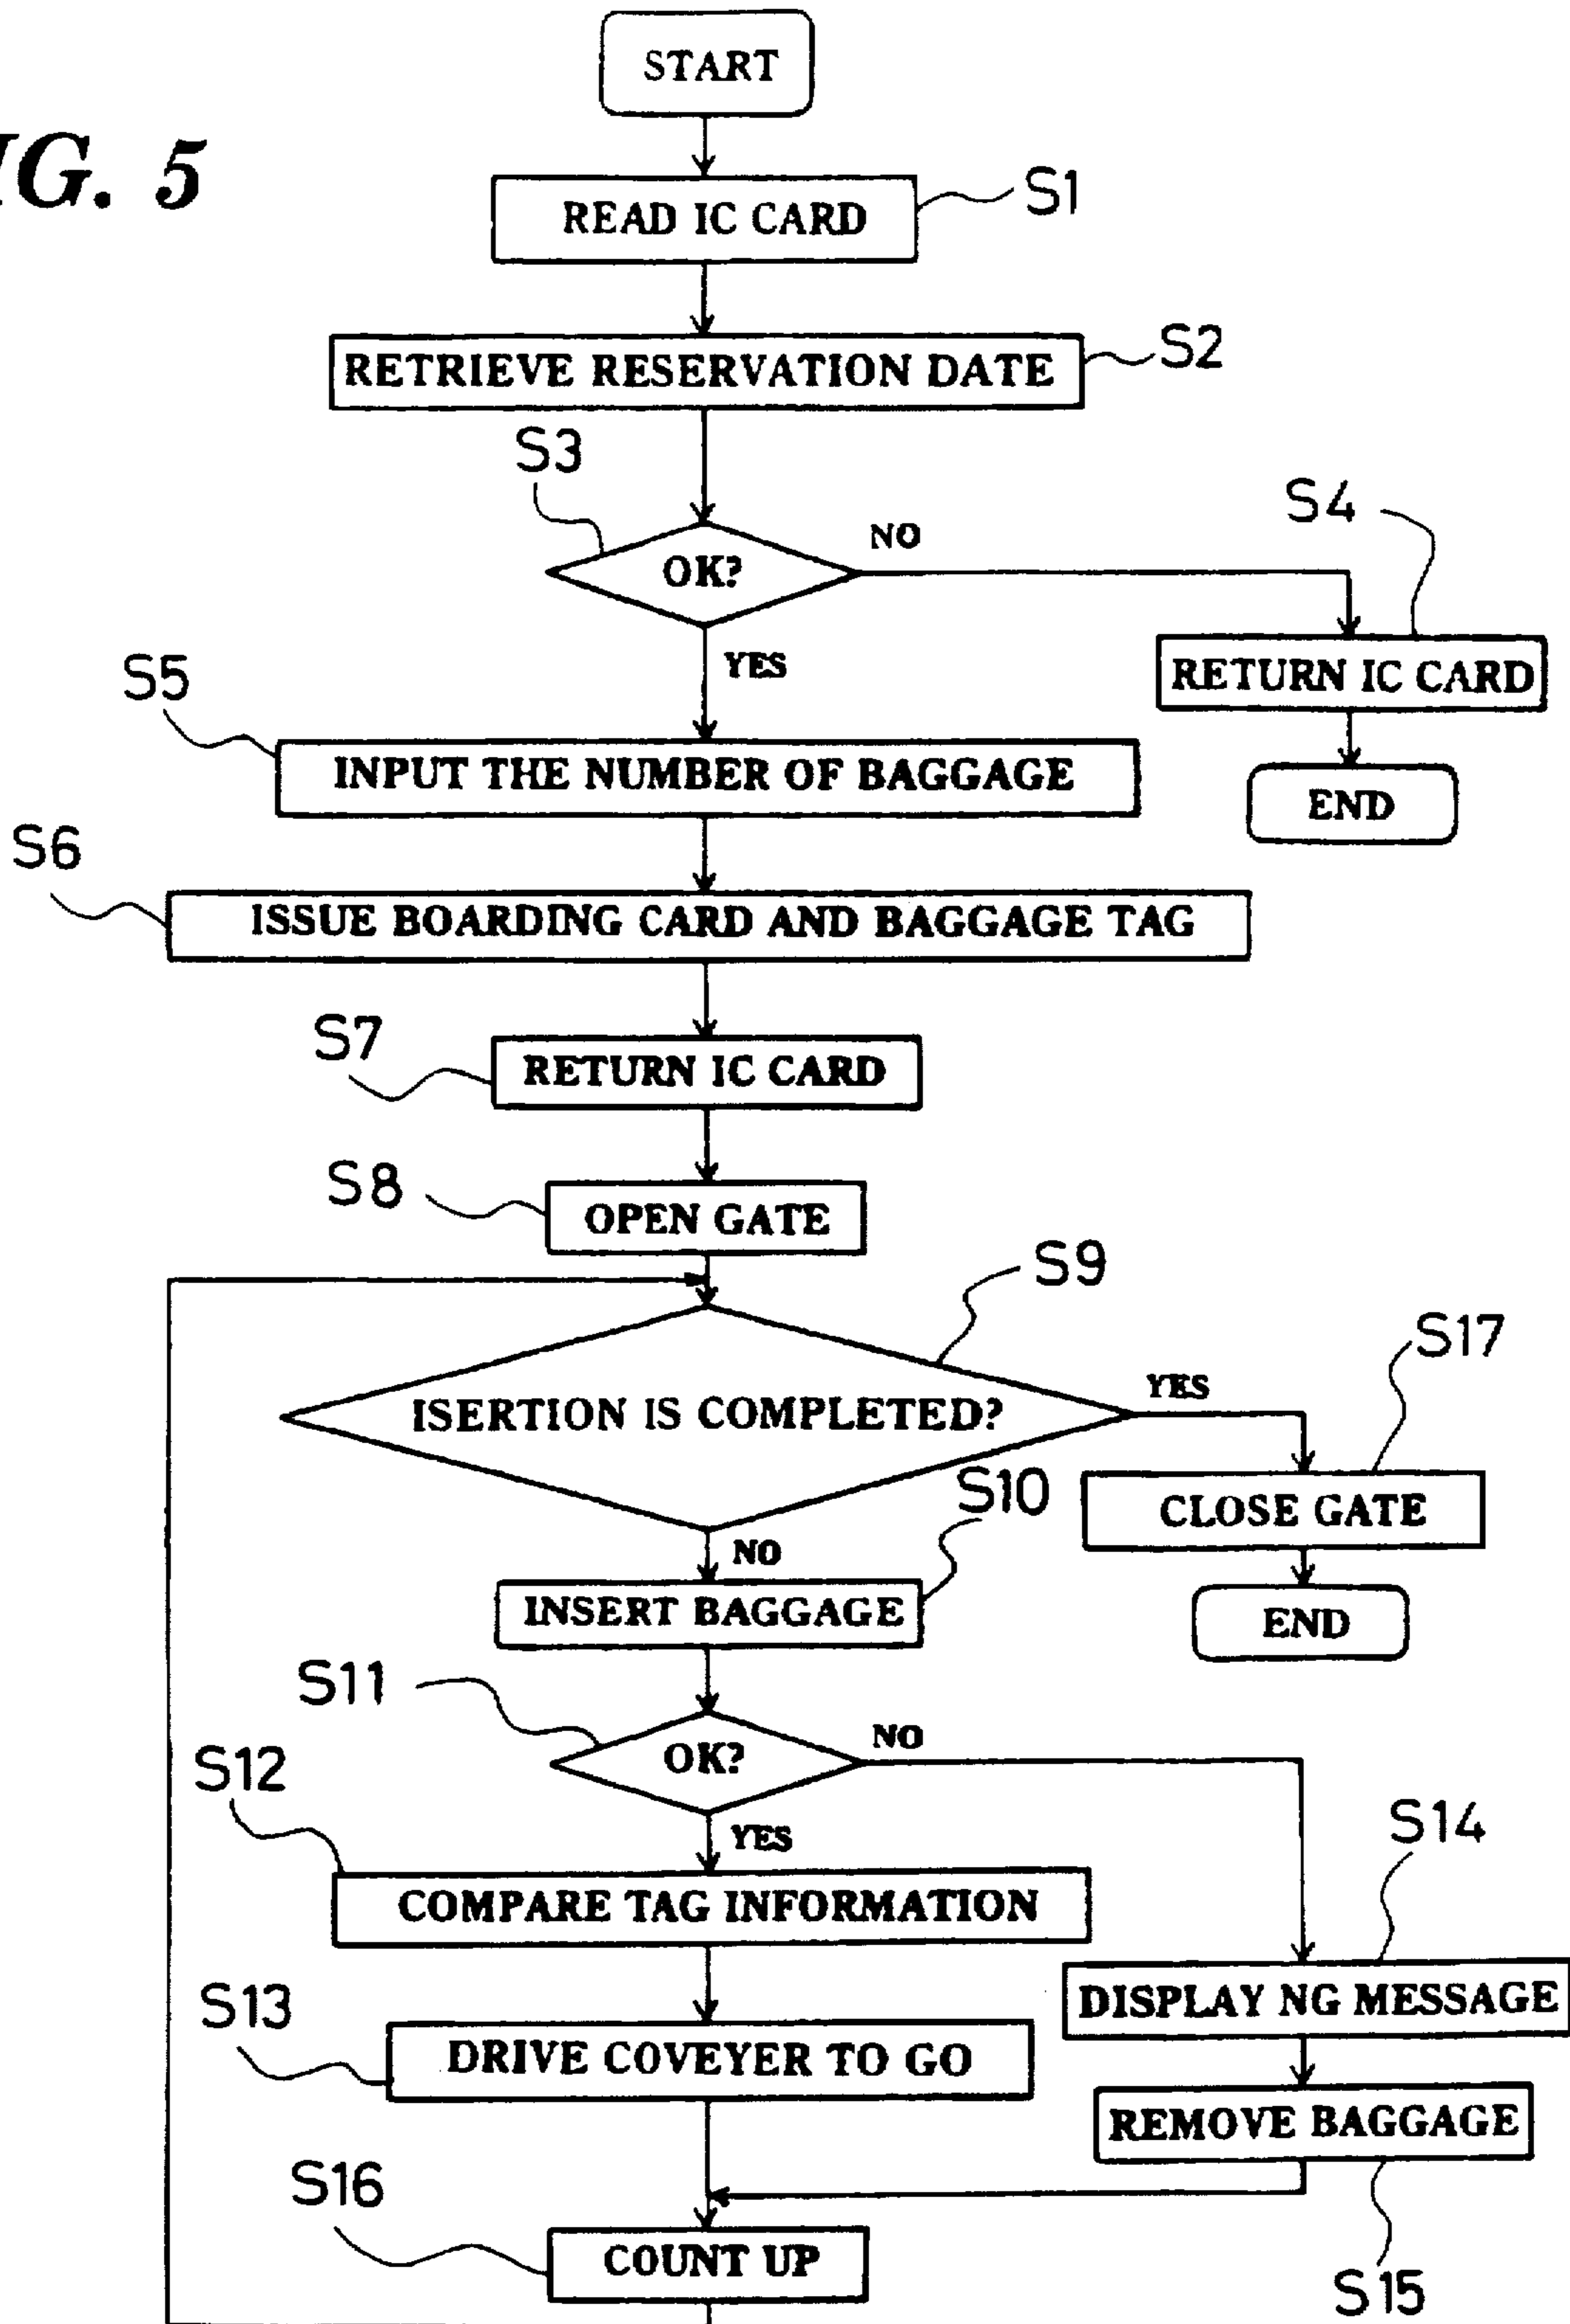 IG. 5
START
READ IC CARD
S1
RETRIEVE RESERVATION DATE
S2
S3
OK?
NO
S4
YES
RETURN IC CARD
END
S5
INPUT THE NUMBER OF BAGGAGE
S6
ISSUE BOARDING CARD AND BAGGAGE TAG
S7
RETURN IC CARD
S8
OPEN GATE
S9
ISERTION IS COMPLETED?
YES
S17
CLOSE GATE
END
NO
S10
INSERT BAGGAGE
S11
OK?
NO
YES
S12
COMPARE TAG INFORMATION
S14
DISPLAY NG MESSAGE
S13
DRIVE COVEYER TO GO
REMOVE BAGGAGE
S15
S16
COUNT UP